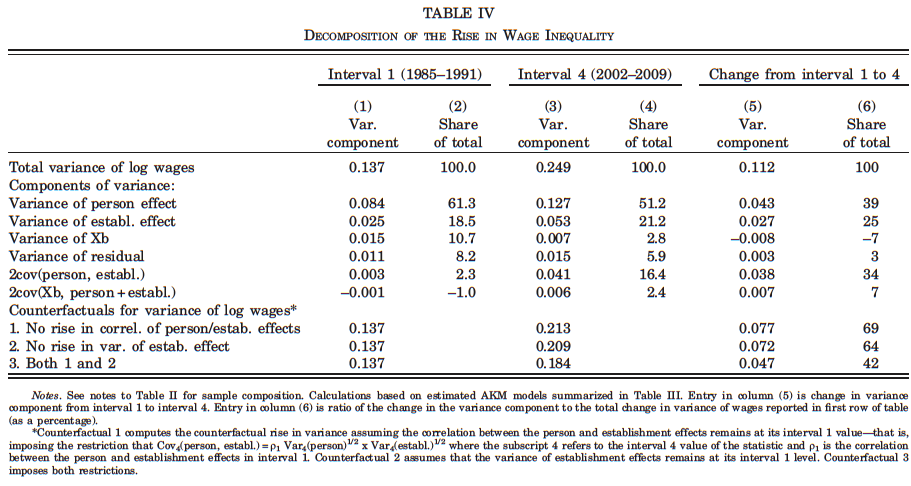 TABLE IV
DECOMPOSITION OF THE RISE IN WAGE INEQUALITY
Interval 1 (1985–1991) Interval 4 (2002–2009) Change from interval 1 to 4
(1) (2) (3) (4) (5) (6)
Var. Share Var. Share Var. Share
component of total component of total component of total
Total variance of log wages 0.137 100.0 0.249 100.0 0.112 100
Components of variance:
Variance of person effect 0.084 61.3 0.127 51.2 0.043 39
Variance of establ. effect 0.025 18.5 0.053 21.2 0.027 25
Variance of Xb 0.015 10.7 0.007 2.8 –0.008 –7
Variance of residual 0.011 8.2 0.015 5.9 0.003 3
2cov(person, establ.) 0.003 2.3 0.041 16.4 0.038 34
2cov(Xb, person + establ.) –0.001 –1.0 0.006 2.4 0.007 7
Counterfactuals for variance of log wages*
1. No rise in correl. of person/estab. effects 0.137 0.213 0.077 69
2. No rise in var. of estab. effect 0.137 0.209 0.072 64
3. Both 1 and 2 0.137 0.184 0.047 42
Notes. See notes to Table II for sample composition. Calculations based on estimated AKM models summarized in Table III. Entry in column (5) is change in variance
component from interval 1 to interval 4. Entry in column (6) is ratio of the change in the variance component to the total change in variance of wages reported in first row of table
(as a percentage).
*Counterfactual 1 computes the counterfactual rise in variance assuming the correlation between the person and establishment effects remains at its interval 1 value—that is,
imposing the restriction that Cov₄(person, establ.) = ρ₁ Var₄(person)^1/2 x Var₄(establ.)^1/2 where the subscript 4 refers to the interval 4 value of the statistic and ρ₁ is the correlation
between the person and establishment effects in interval 1. Counterfactual 2 assumes that the variance of establishment effects remains at its interval 1 level. Counterfactual 3
imposes both restrictions.